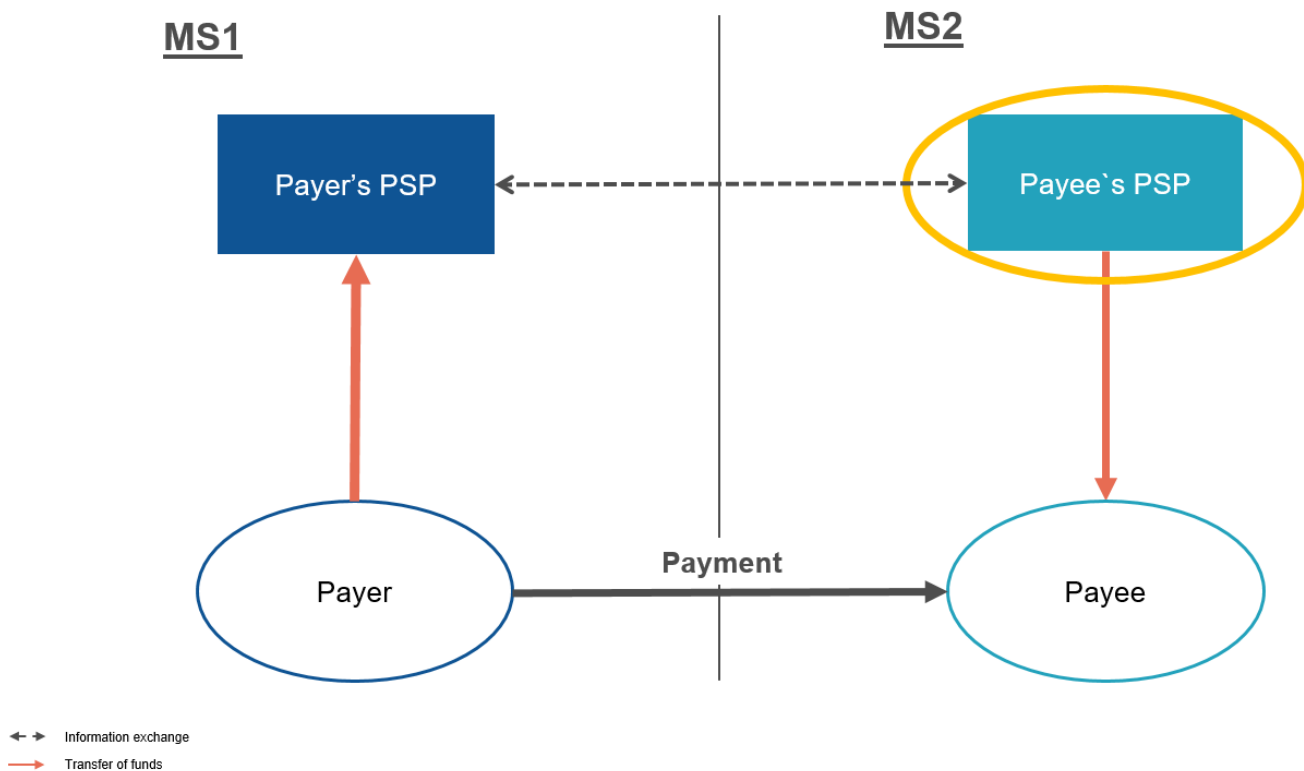 MS1
MS2
Payer’s PSP
Payee`s PSP
Payment
Payer
Payee
Information exchange
Transfer of funds